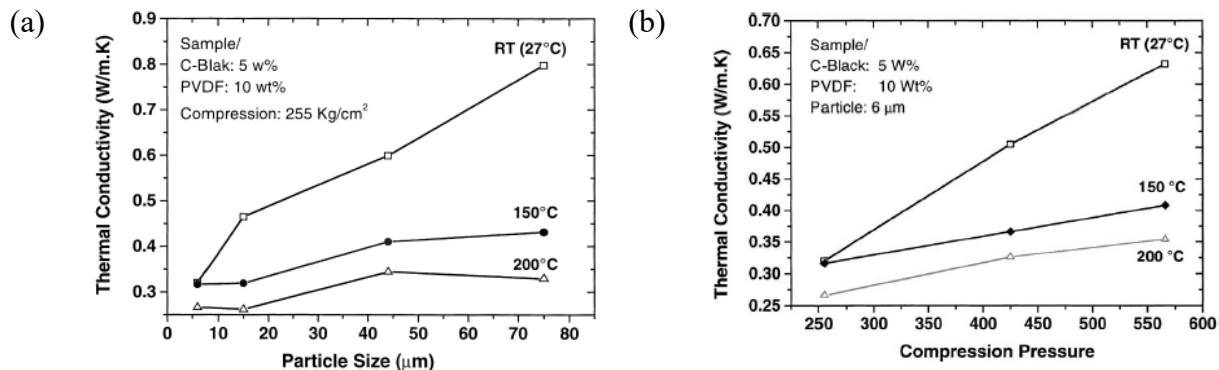 (a)
Thermal Conductivity (W/m.K)
0.9
0.8
0.7
0.6
0.5
0.4
0.3
Sample/
C-Blak: 5 w%
PVDF: 10 wt%
Compression: 255 Kg/cm²
RT (27°C)
150°C
200°C
0 10 20 30 40 50 60 70 80
Particle Size (μm)
(b)
Thermal Conductivity (W/m.K)
0.70
0.65
0.60
0.55
0.50
0.45
0.40
0.35
0.30
0.25
Sample/
C-Black: 5 W%
PVDF: 10 Wt%
Particle: 6 μm
RT (27°C)
150 °C
200 °C
250 300 350 400 450 500 550 600
Compression Pressure